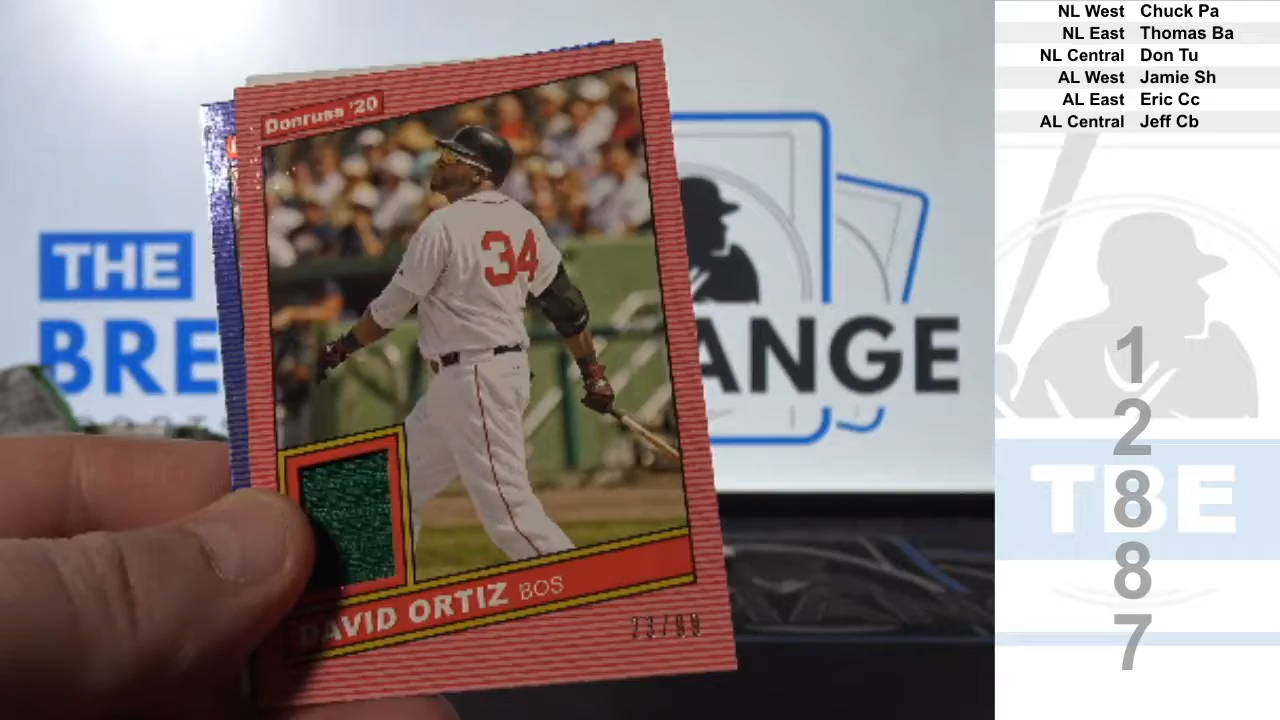 NL West Chuck Pa
NL East Thomas Ba
NL Central Don Tu
AL West Jamie Sh
AL East Eric Cc
AL Central Jeff Cb
Donruss '20
34
THE
BRE
ANGE
DAVID ORTIZ BOS
23/99
1
2
8
8
7
TBE